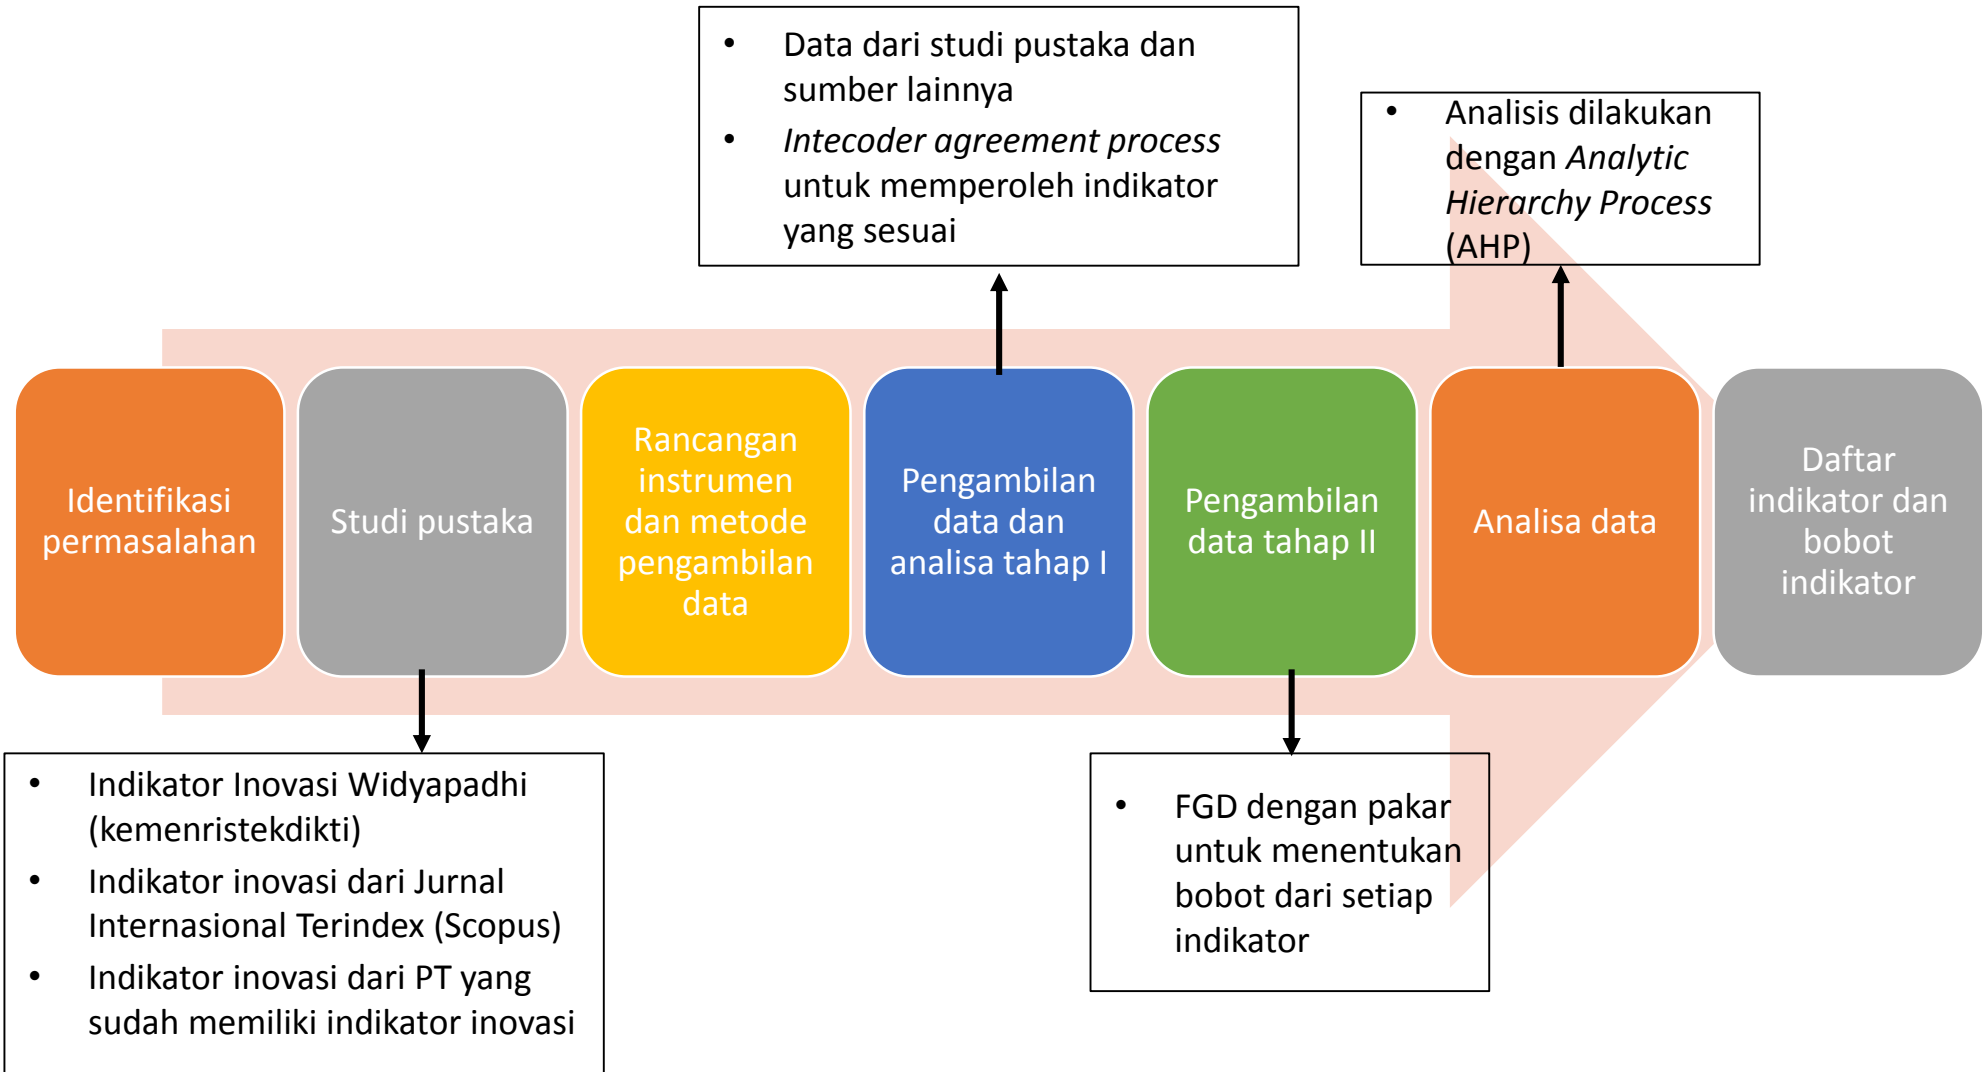 • Data dari studi pustaka dan
sumber lainnya
• Intecoder agreement process
untuk memperoleh indikator
yang sesuai
• Analisis dilakukan
dengan Analytic
Hierarchy Process
(AHP)
Identifikasi
permasalahan
Studi pustaka
Rancangan
instrumen
dan metode
pengambilan
data
Pengambilan
data dan
analisa tahap I
Pengambilan
data tahap II
Analisa data
Daftar
indikator dan
bobot
indikator
• Indikator Inovasi Widyapadhi
(kemenristekdikti)
• Indikator inovasi dari Jurnal
Internasional Terindex (Scopus)
• Indikator inovasi dari PT yang
sudah memiliki indikator inovasi
• FGD dengan pakar
untuk menentukan
bobot dari setiap
indikator